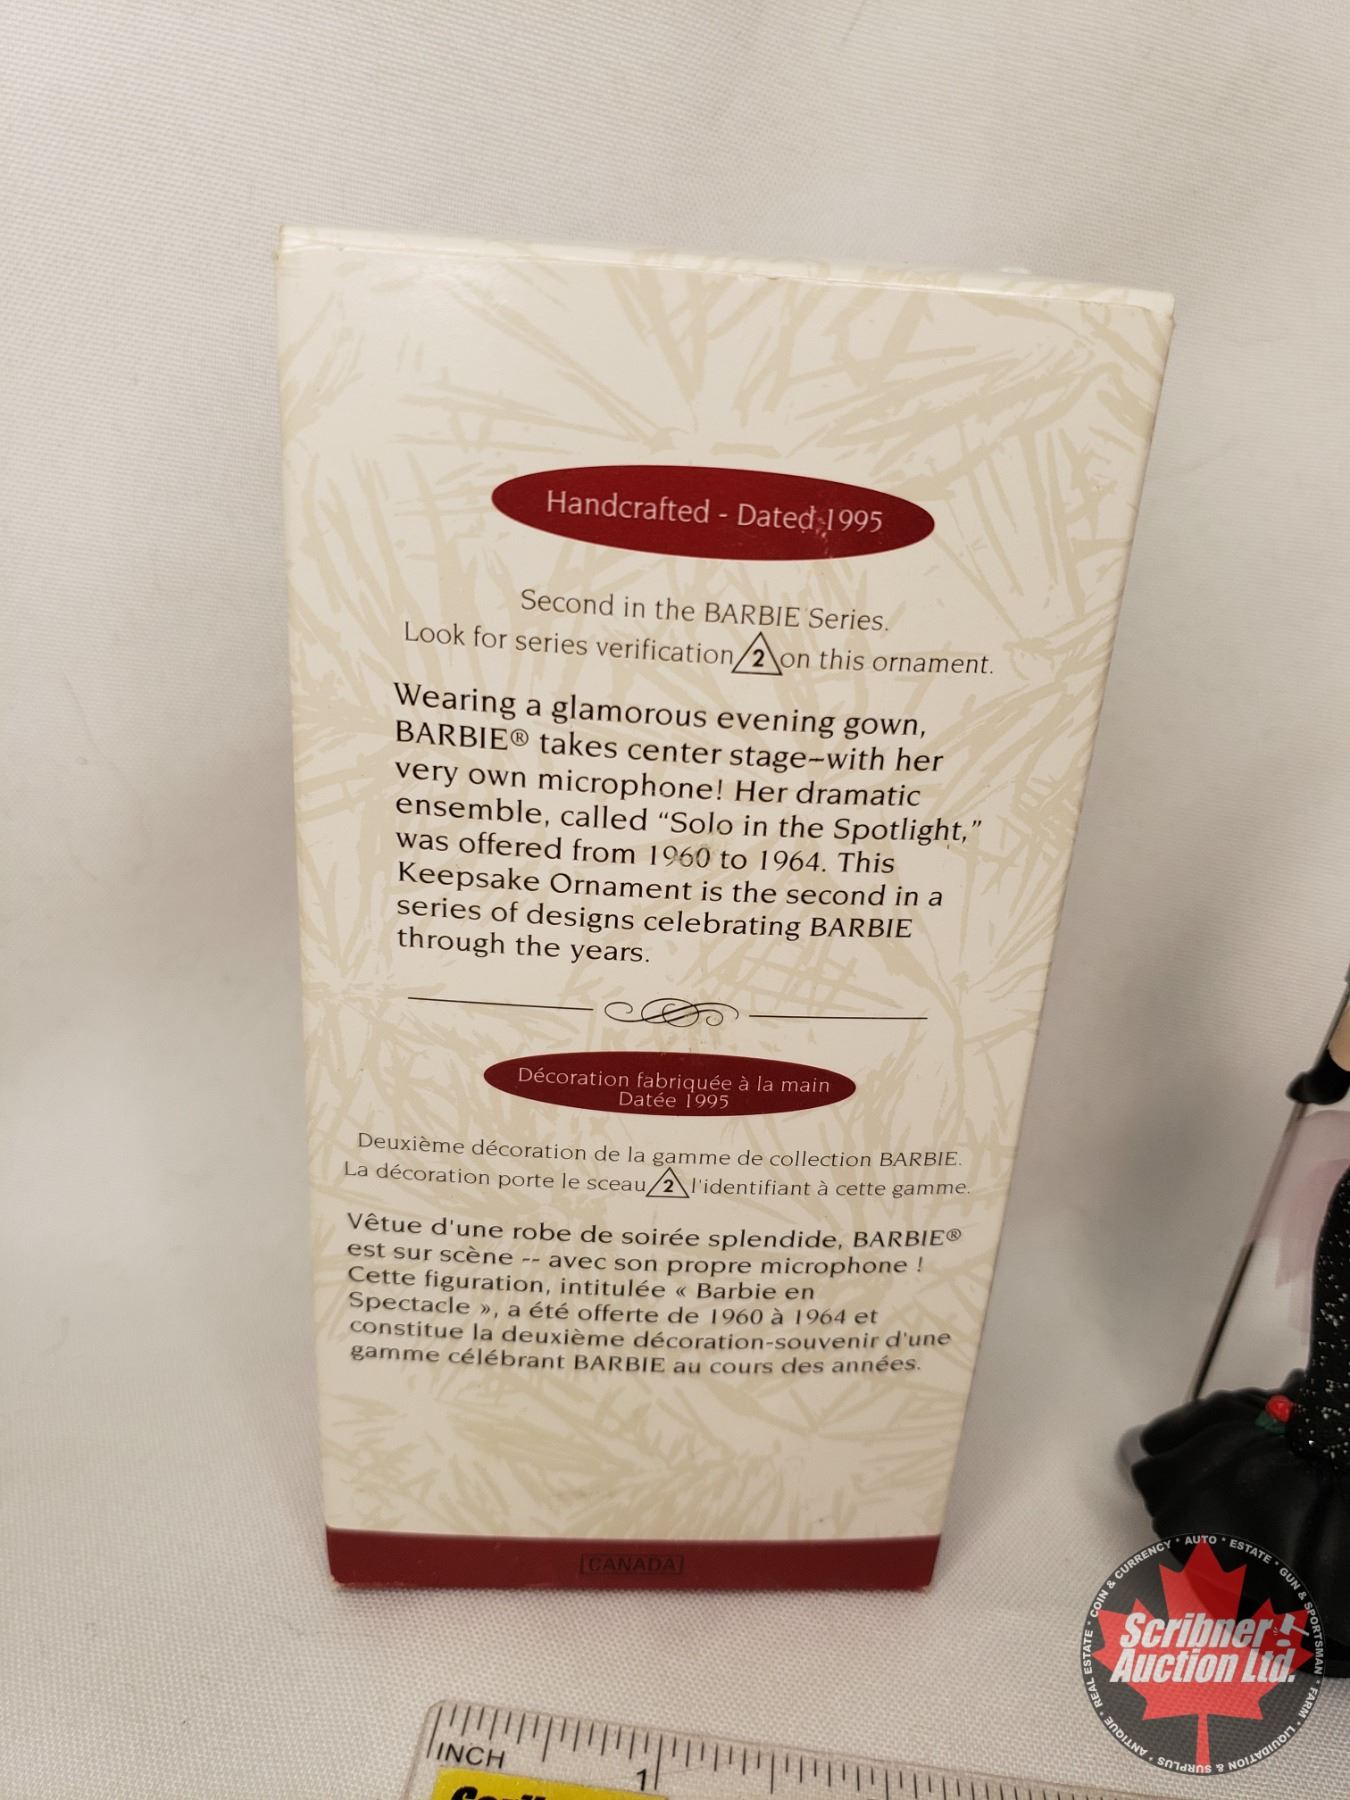 Handcrafted - Dated 1995
Second in the BARBIE Series.
Look for series verification 2 on this ornament.
Wearing a glamorous evening gown,
BARBIE® takes center stage–with her
very own microphone! Her dramatic
ensemble, called “Solo in the Spotlight,”
was offered from 1960 to 1964. This
Keepsake Ornament is the second in a
series of designs celebrating BARBIE
through the years.
Décoration fabriquée à la main
Datée 1995
Deuxième décoration de la gamme de collection BARBIE.
La décoration porte le sceau 2 l'identifiant à cette gamme.
Vêtue d'une robe de soirée splendide, BARBIE®
est sur scène -- avec son propre microphone !
Cette figuration, intitulée « Barbie en
Spectacle », a été offerte de 1960 à 1964 et
constitue la deuxième décoration-souvenir d'une
gamme célébrant BARBIE au cours des années.
CANADA
INCH
1
Scribner
Auction Ltd.
ANTIQUE * REAL ESTATE * COIN & CURRENCY * AUTO * ESTATE * GUN & SPORTSMAN * FARM * LIQUIDATION & SURPLUS *